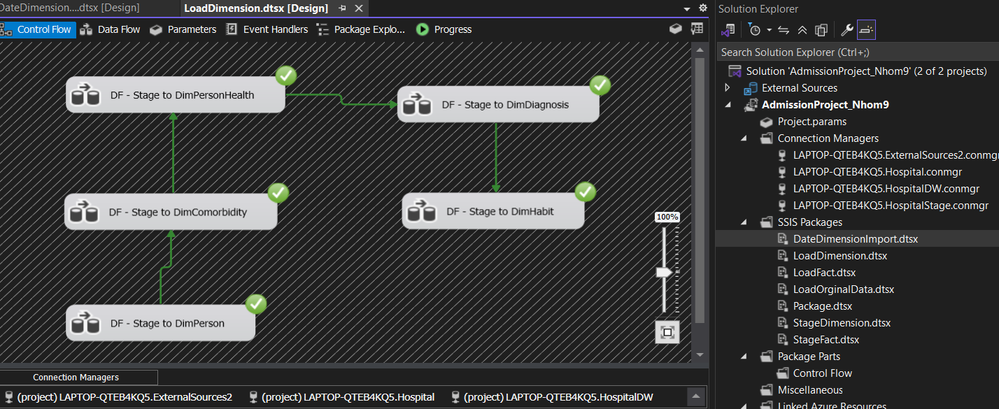 DateDimension....dtsx [Design]
LoadDimension.dtsx [Design]
Control Flow
Data Flow
Parameters
Event Handlers
Package Explo...
Progress
DF - Stage to DimPersonHealth
DF - Stage to DimDiagnosis
DF - Stage to DimComorbidity
DF - Stage to DimHabit
100%
DF - Stage to DimPerson
Connection Managers
(project) LAPTOP-QTEB4KQ5.ExternalSources2
(project) LAPTOP-QTEB4KQ5.Hospital
(project) LAPTOP-QTEB4KQ5.HospitalDW
Solution Explorer
Search Solution Explorer (Ctrl+;)
Solution 'AdmissionProject_Nhom9' (2 of 2 projects)
External Sources
AdmissionProject_Nhom9
Project.params
Connection Managers
LAPTOP-QTEB4KQ5.ExternalSources2.conmgr
LAPTOP-QTEB4KQ5.Hospital.conmgr
LAPTOP-QTEB4KQ5.HospitalDW.conmgr
LAPTOP-QTEB4KQ5.HospitalStage.conmgr
SSIS Packages
DateDimensionImport.dtsx
LoadDimension.dtsx
LoadFact.dtsx
LoadOrginalData.dtsx
Package.dtsx
StageDimension.dtsx
StageFact.dtsx
Package Parts
Control Flow
Miscellaneous
Linked Azure Resources